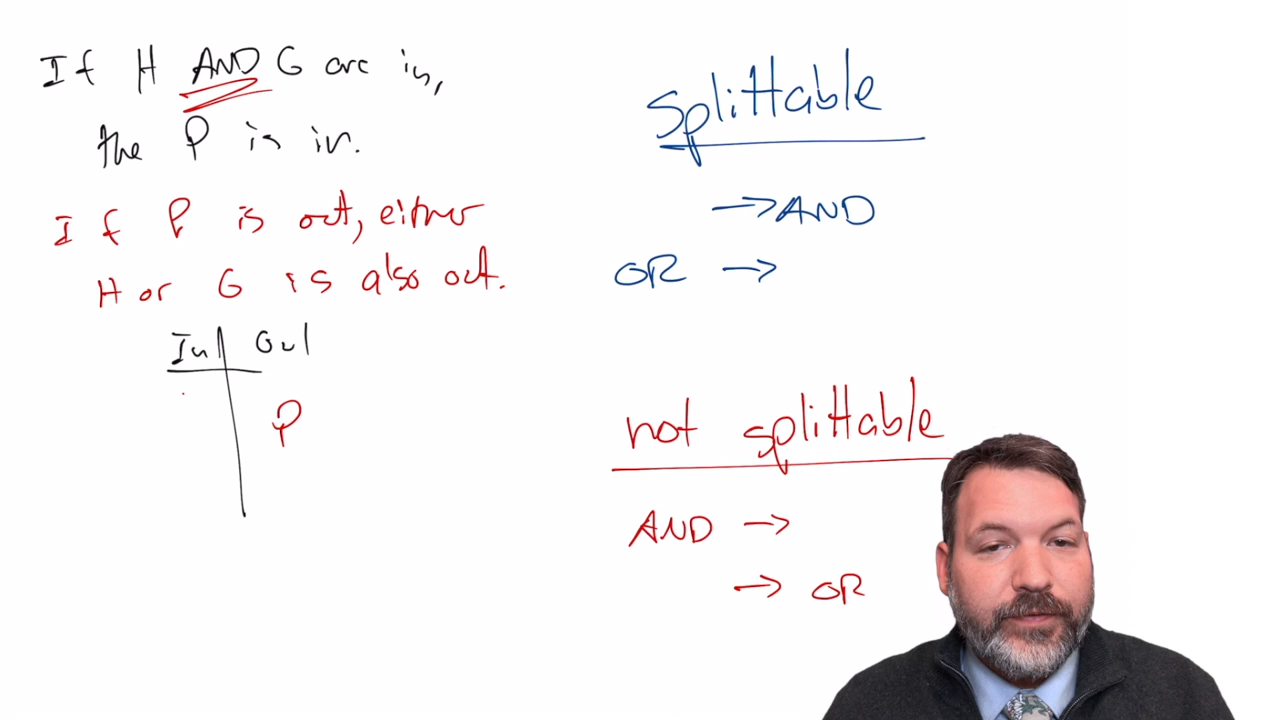 If H AND G are in,
the P is in.
If P is out, either
H or G is also out.
In Out
P
splittable
→ AND
OR →
not splittable
AND →
→ OR